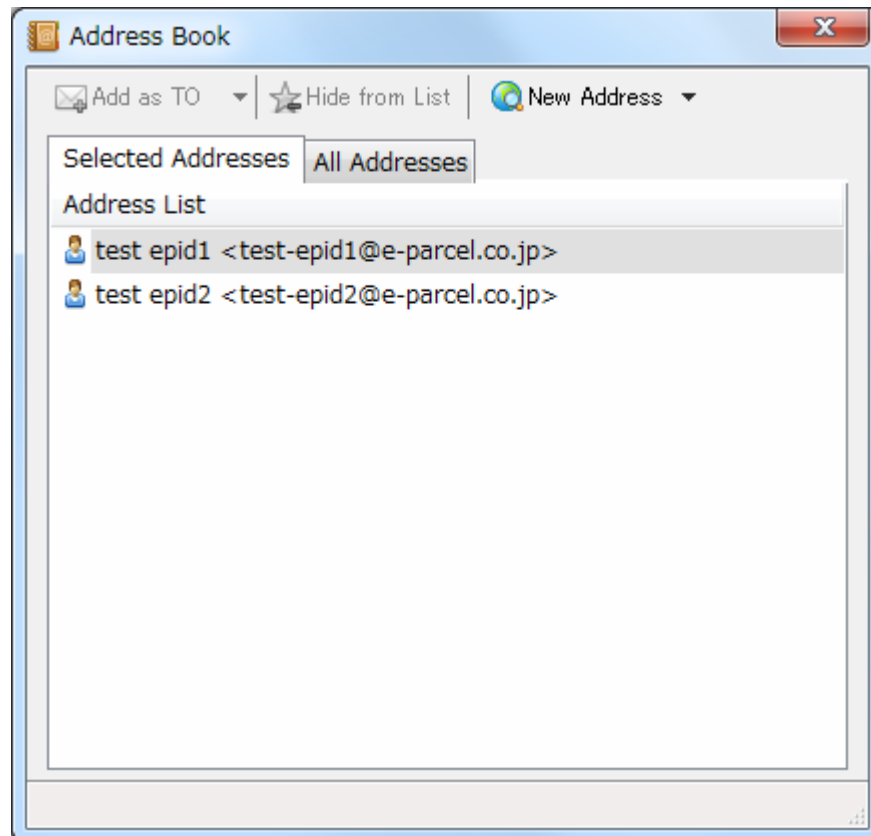 Address Book
Add as TO Hide from List New Address
Selected Addresses All Addresses
Address List
test epid1 <test-epid1@e-parcel.co.jp>
test epid2 <test-epid2@e-parcel.co.jp>